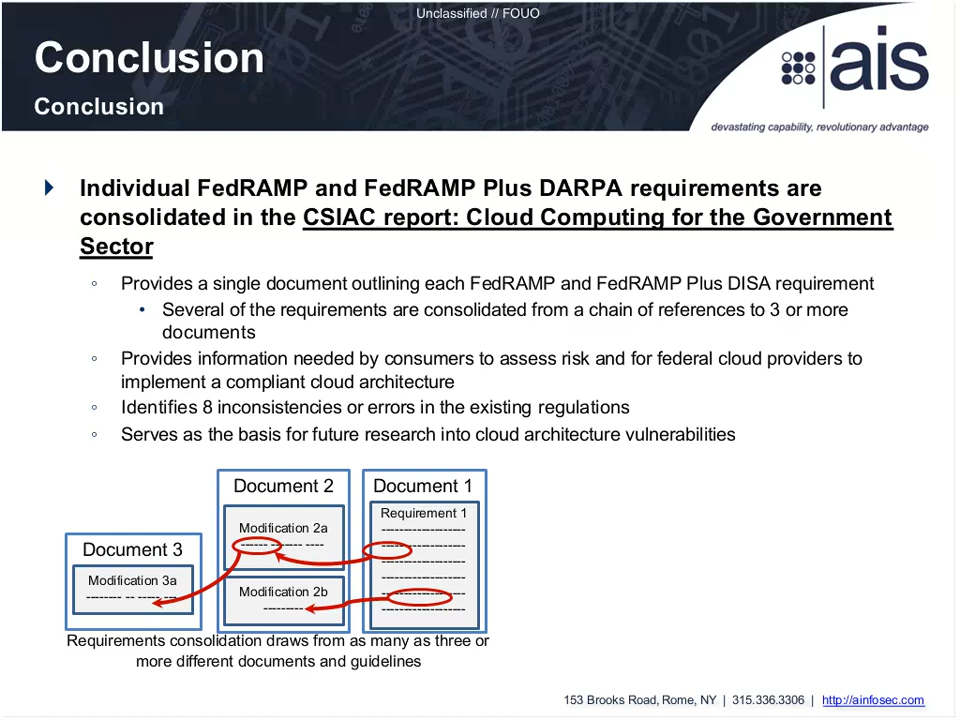 Unclassified // FOUO
Conclusion
Conclusion
ais
devastating capability, revolutionary advantage
Individual FedRAMP and FedRAMP Plus DARPA requirements are
consolidated in the CSIAC report: Cloud Computing for the Government
Sector
Provides a single document outlining each FedRAMP and FedRAMP Plus DISA requirement
Several of the requirements are consolidated from a chain of references to 3 or more
documents
Provides information needed by consumers to assess risk and for federal cloud providers to
implement a compliant cloud architecture
Identifies 8 inconsistencies or errors in the existing regulations
Serves as the basis for future research into cloud architecture vulnerabilities
Document 3
Modification 3a
Document 2
Modification 2a
Modification 2b
Document 1
Requirement 1
Requirements consolidation draws from as many as three or
more different documents and guidelines
153 Brooks Road, Rome, NY | 315.336.3306 | http://ainfosec.com